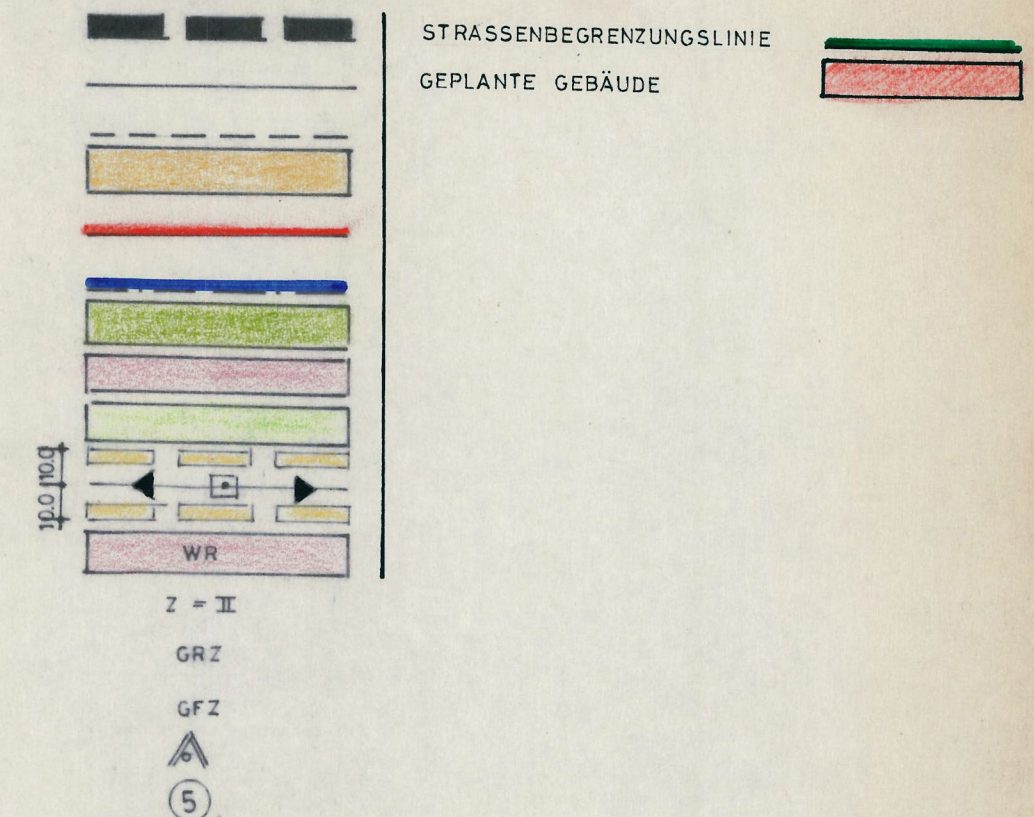 STRASSENBEGRENZUNGSLINIE
GEPLANTE GEBÄUDE
10.0 10.0
WR
Z = II
GRZ
GFZ
5